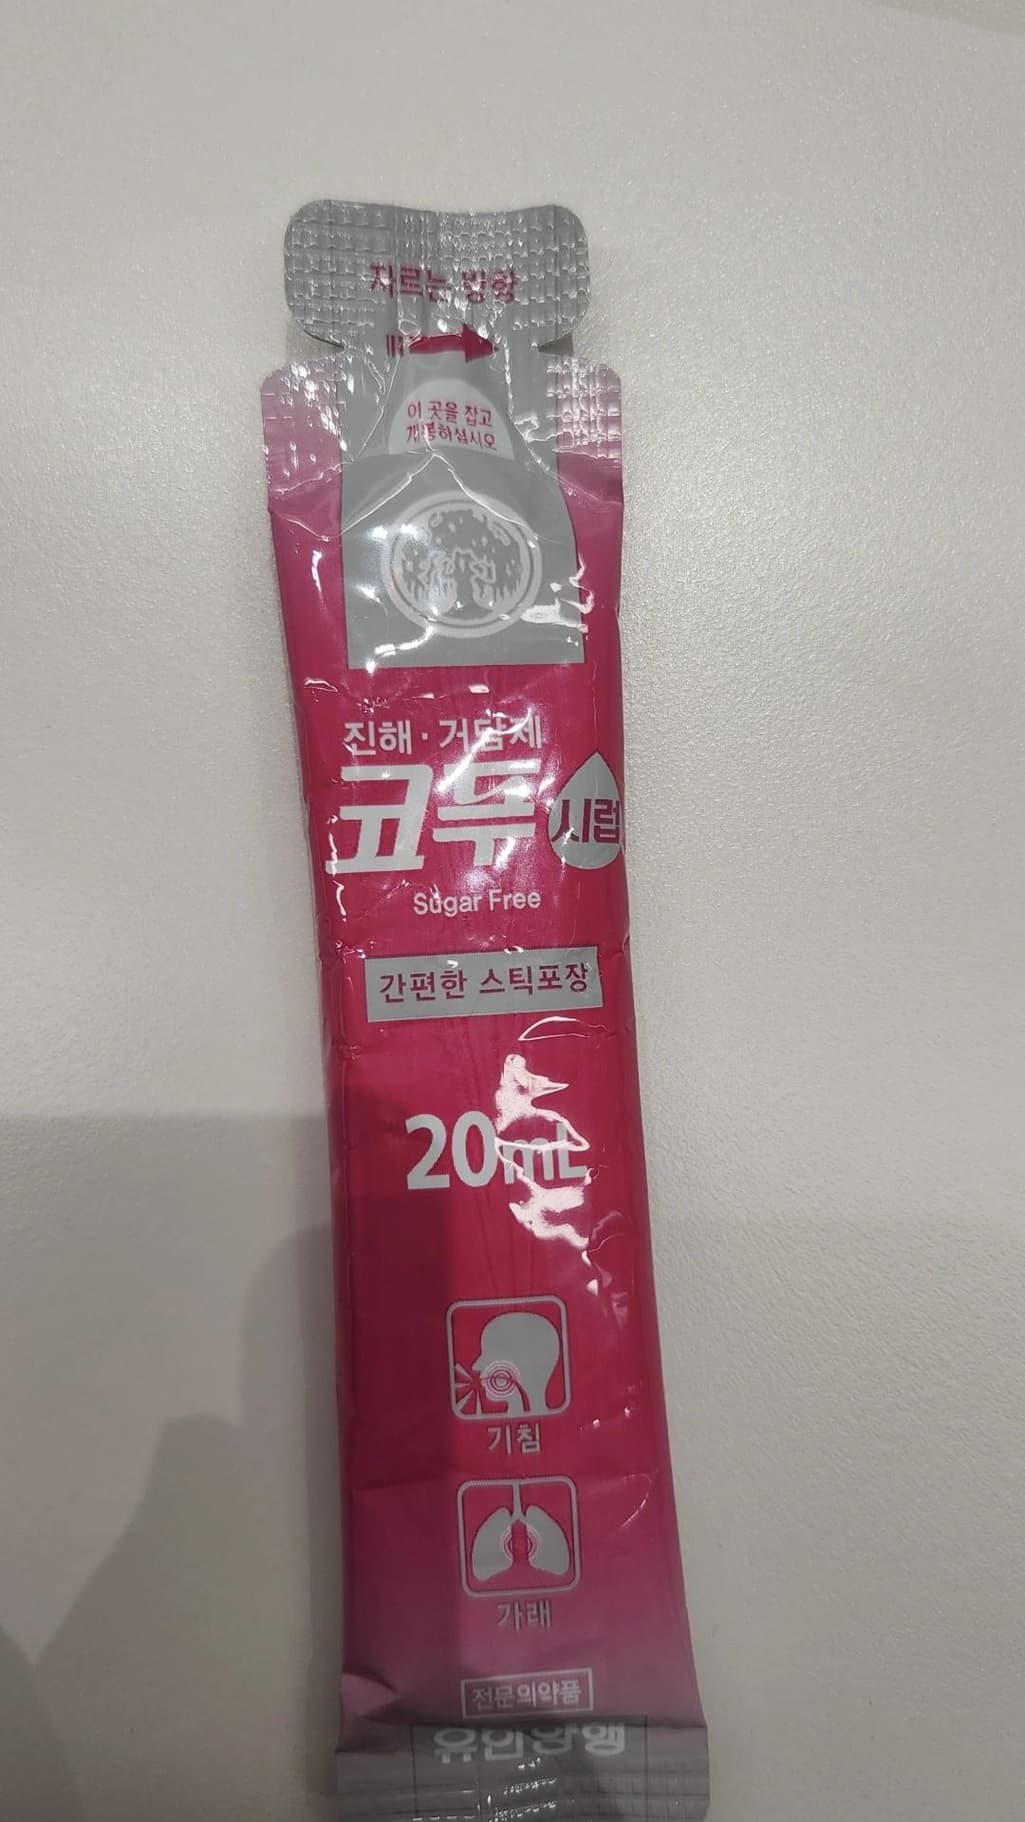 자르는 방향
이 곳을 잡고
개봉하십시오
진해·거담제
코푸 시럽
Sugar Free
간편한 스틱포장
20mL
기침
가래
전문의약품
유한양행